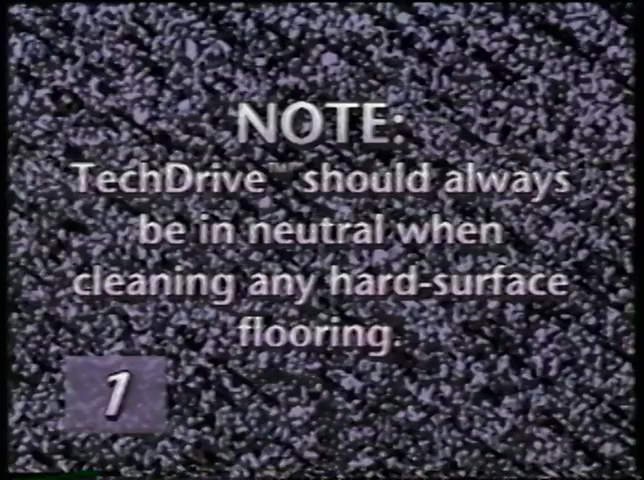 NOTE:
TechDrive™ should always
be in neutral when
cleaning any hard-surface
flooring.
1